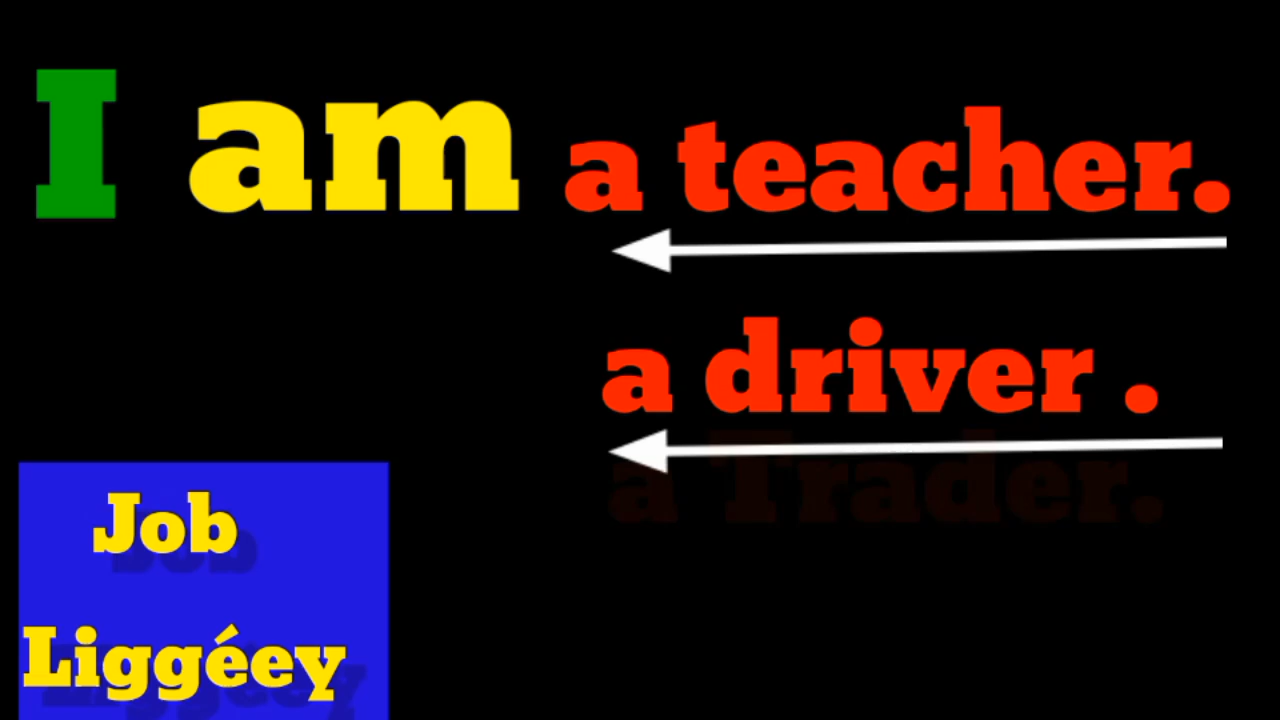 I am a teacher.
a driver .
a Trader.
Job
Liggéey